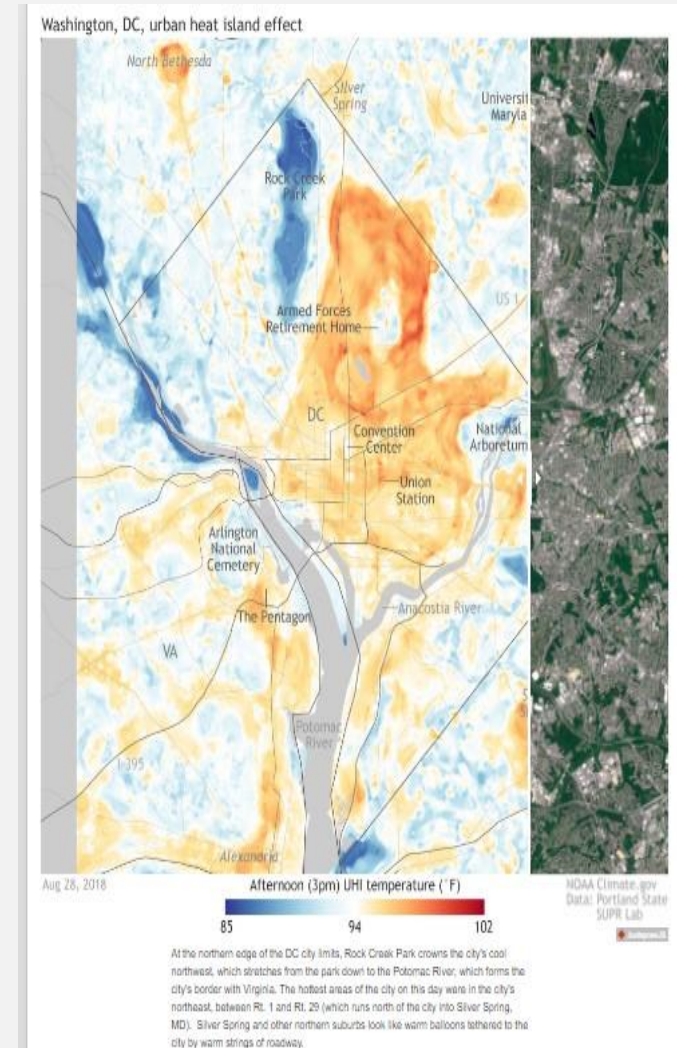 Washington, DC, urban heat island effect
North Bethesda
Silver
Spring
Universit
Maryla
Rock Creek
Park
US 1
Armed Forces
Retirement Home
DC
Convention
Center
National
Arboretum
Union
Station
Arlington
National
Cemetery
The Pentagon
Anacostia River
VA
Potomac
River
I-395
Alexandria
Aug 28, 2018
Afternoon (3pm) UHI temperature (°F)
85
94
102
NOAA Climate.gov
Data: Portland State
SUPR Lab
At the northern edge of the DC city limits, Rock Creek Park crowns the city's cool
northwest, which stretches from the park down to the Potomac River, which forms the
city's border with Virginia. The hottest areas of the city on this day were in the city's
northeast, between Rt. 1 and Rt. 29 (which runs north of the city into Silver Spring,
MD). Silver Spring and other northern suburbs look like warm balloons tethered to the
city by warm strings of roadway.